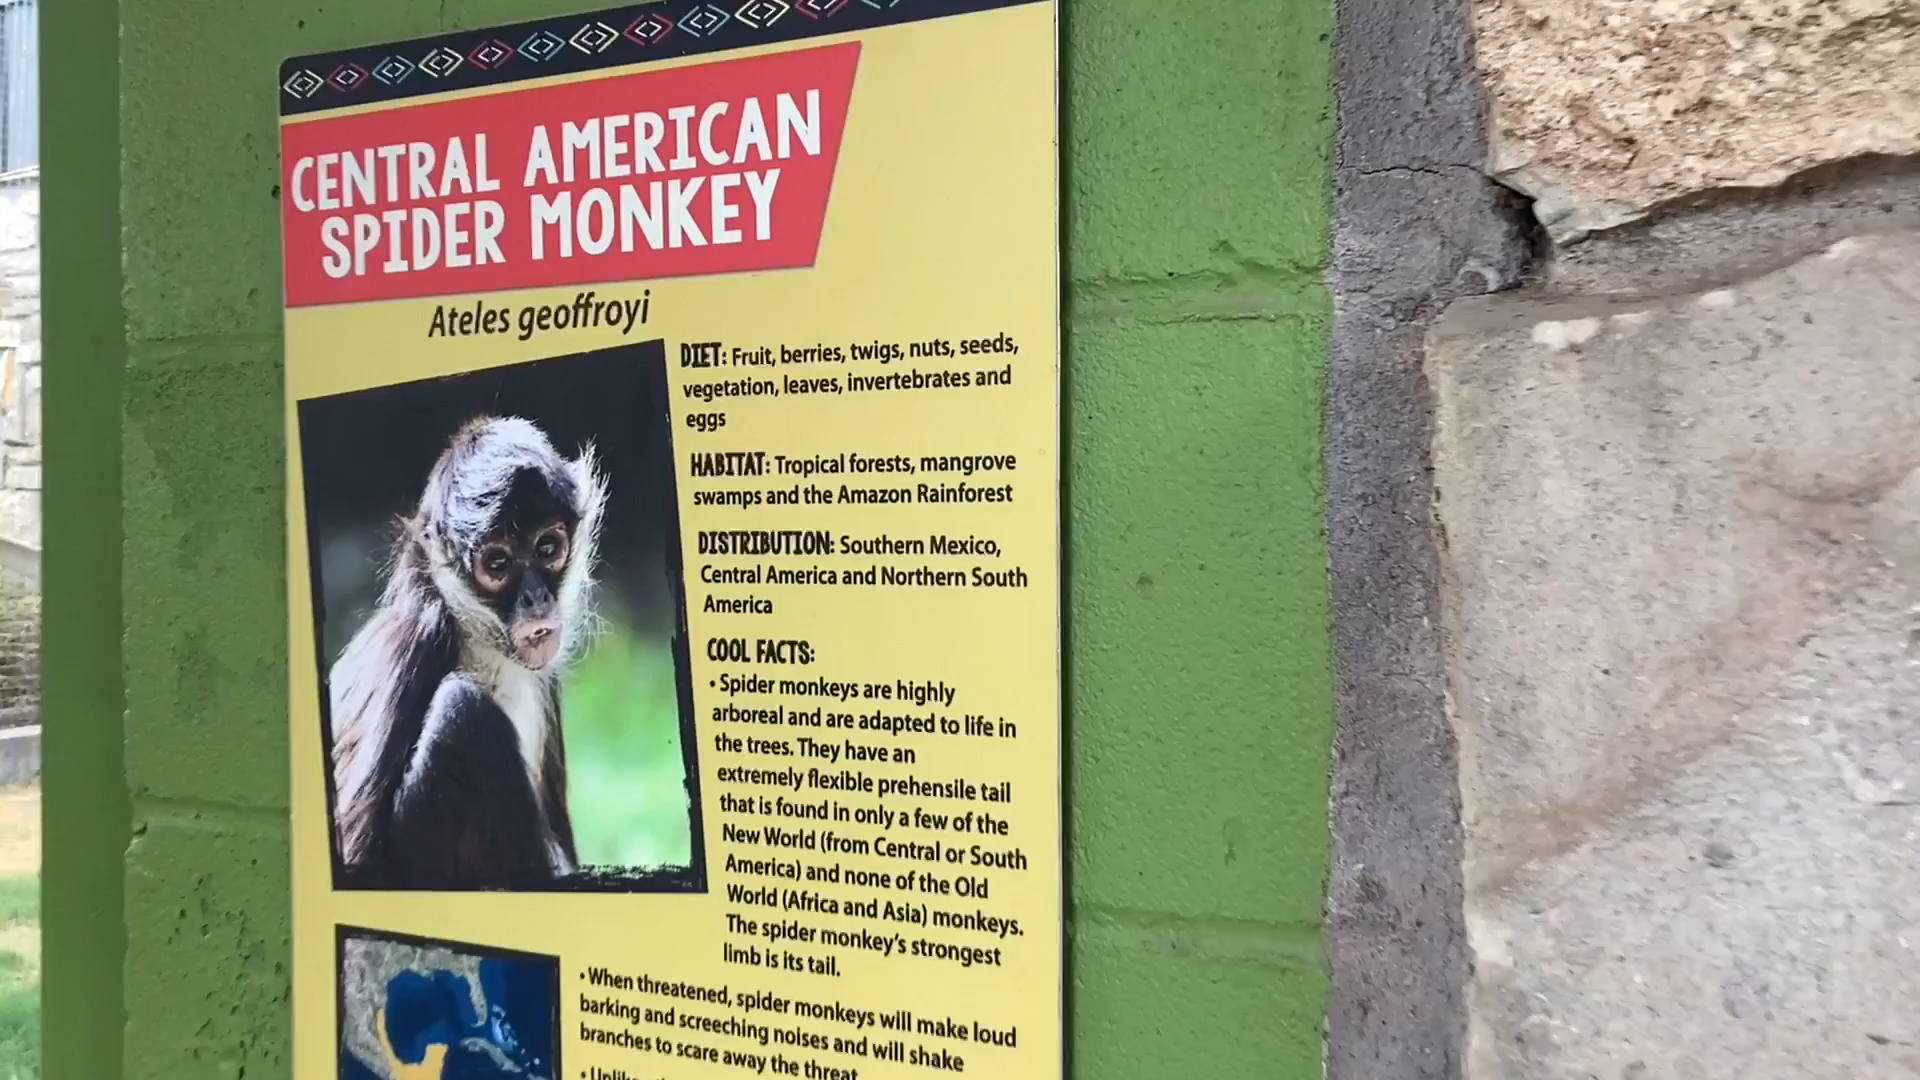 CENTRAL AMERICAN
SPIDER MONKEY
Ateles geoffroyi
DIET: Fruit, berries, twigs, nuts, seeds,
vegetation, leaves, invertebrates and
eggs
HABITAT: Tropical forests, mangrove
swamps and the Amazon Rainforest
DISTRIBUTION: Southern Mexico,
Central America and Northern South
America
COOL FACTS:
• Spider monkeys are highly
arboreal and are adapted to life in
the trees. They have an
extremely flexible prehensile tail
that is found in only a few of the
New World (from Central or South
America) and none of the Old
World (Africa and Asia) monkeys.
The spider monkey's strongest
limb is its tail.
• When threatened, spider monkeys will make loud
barking and screeching noises and will shake
branches to scare away the threat